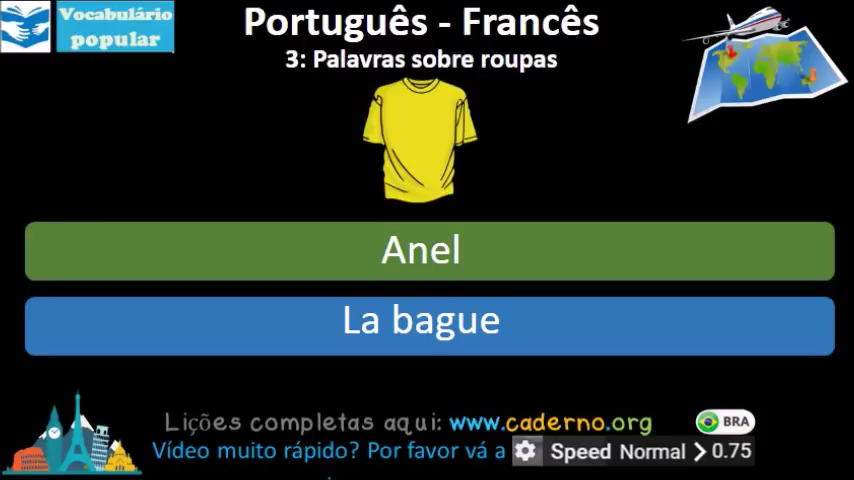 Vocabulário
popular
Português - Francês
3: Palavras sobre roupas
Anel
La bague
Lições completas aqui: www.caderno.org
BRA
Vídeo muito rápido? Por favor vá a Speed Normal > 0.75